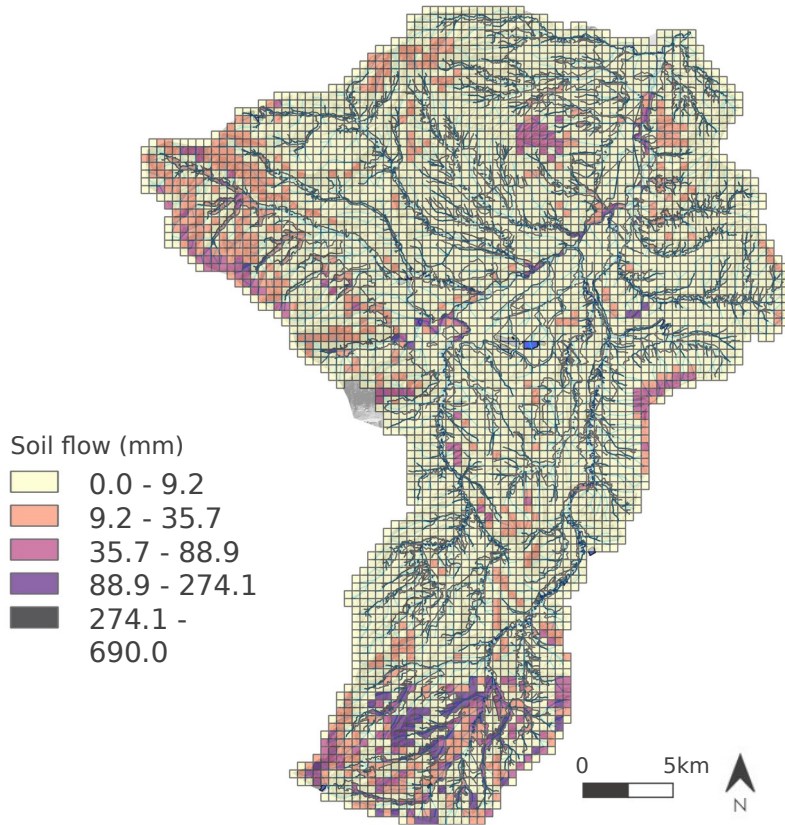 Soil flow (mm)
0.0 - 9.2
9.2 - 35.7
35.7 - 88.9
88.9 - 274.1
274.1 -
690.0
0 5km
N